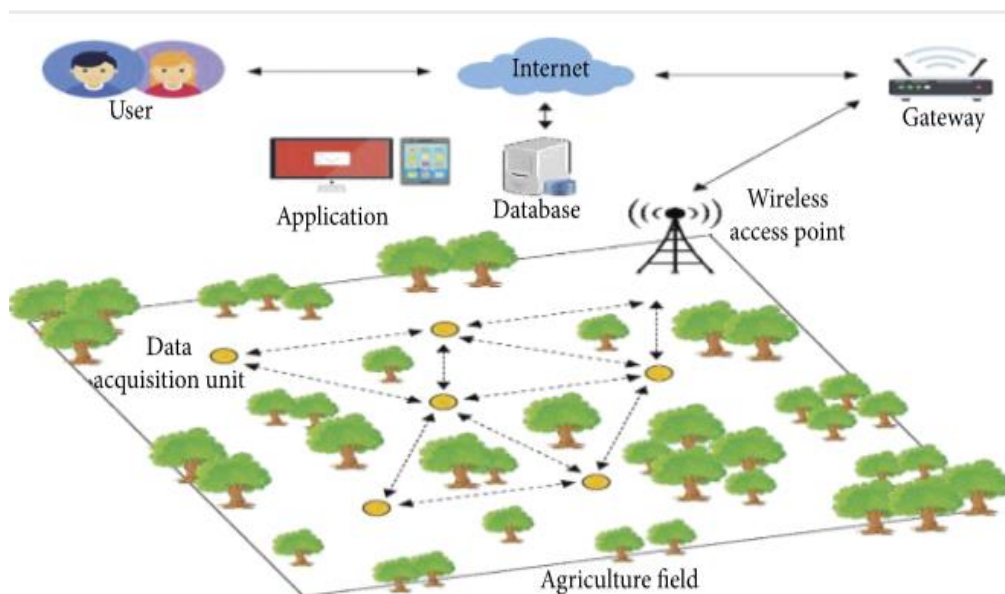 User
Internet
Gateway
Application
Database
Wireless
access point
Data
acquisition unit
Agriculture field